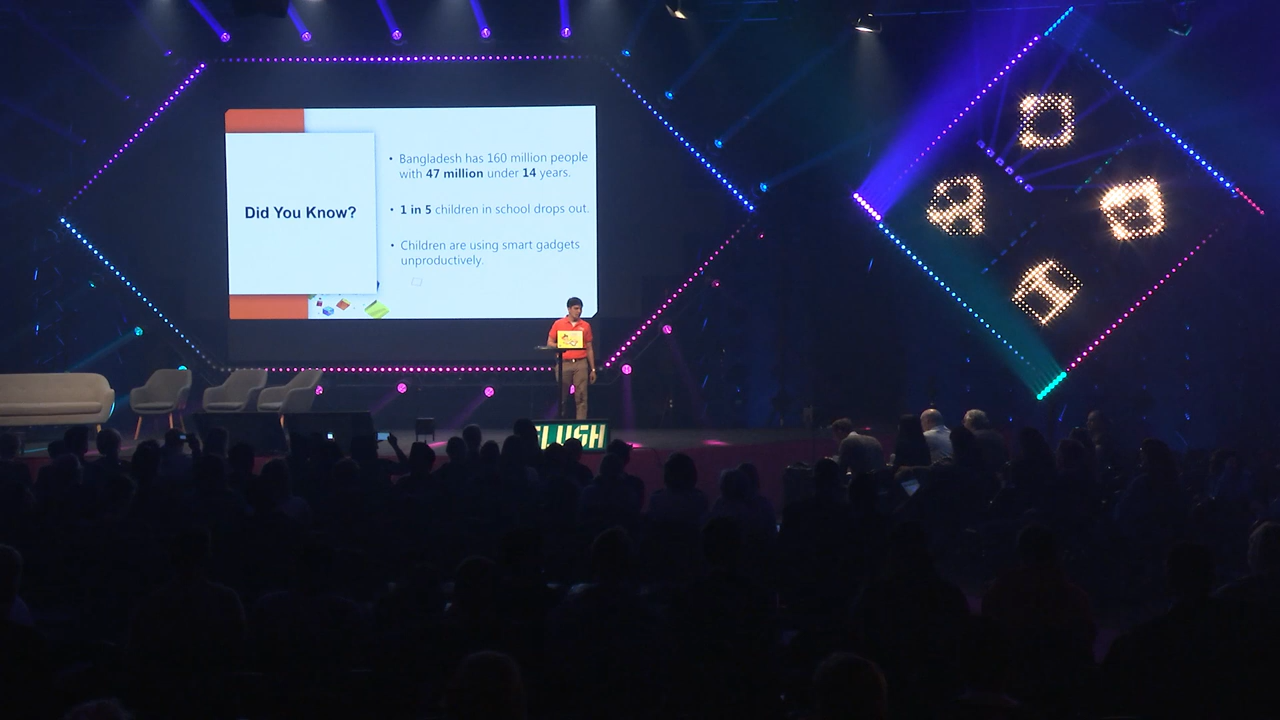 Did You Know?
• Bangladesh has 160 million people
with 47 million under 14 years.
• 1 in 5 children in school drops out.
• Children are using smart gadgets
unproductively.
SLUSH